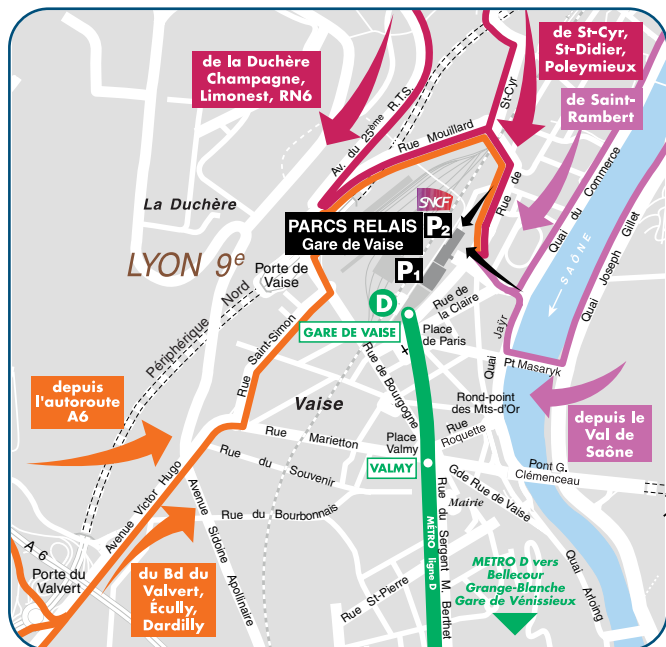 de la Duchère
Champagne,
Limonest, RN6
de St-Cyr,
St-Didier,
Poleymieux
de Saint-
Rambert
Av. du 25ème R.T.S.
Rue Mouillard
St-Cyr
Rue de
Quai du Commerce
SAÔNE
Quai Joseph Gillet
La Duchère
SNCF
PARCS RELAIS P2
Gare de Vaise
P1
LYON 9e
Porte de
Vaise
Périphérique Nord
D
GARE DE VAISE
Rue de
la Claire
Place
de Paris
Quai Jaÿr
Pt Masaryk
Rue Saint-Simon
Rue de Bourgogne
depuis
l'autoroute
A6
Vaise
Rond-point
des Mts-d'Or
depuis le
Val de
Saône
Rue Marietton
Place
Valmy
Rue
Roquette
VALMY
Pont G.
Clémenceau
Gde Rue de Vaise
Mairie
Rue du Souvenir
Rue du Bourbonnais
Avenue Victor Hugo
Avenue Sidoine Apollinaire
A 6
Porte du
Valvert
du Bd du
Valvert,
Écully,
Dardilly
Rue St-Pierre
MÉTRO ligne D
Rue du Sergent M. Berthet
METRO D vers
Bellecour
Grange-Blanche
Gare de Vénissieux
Quai Arloing